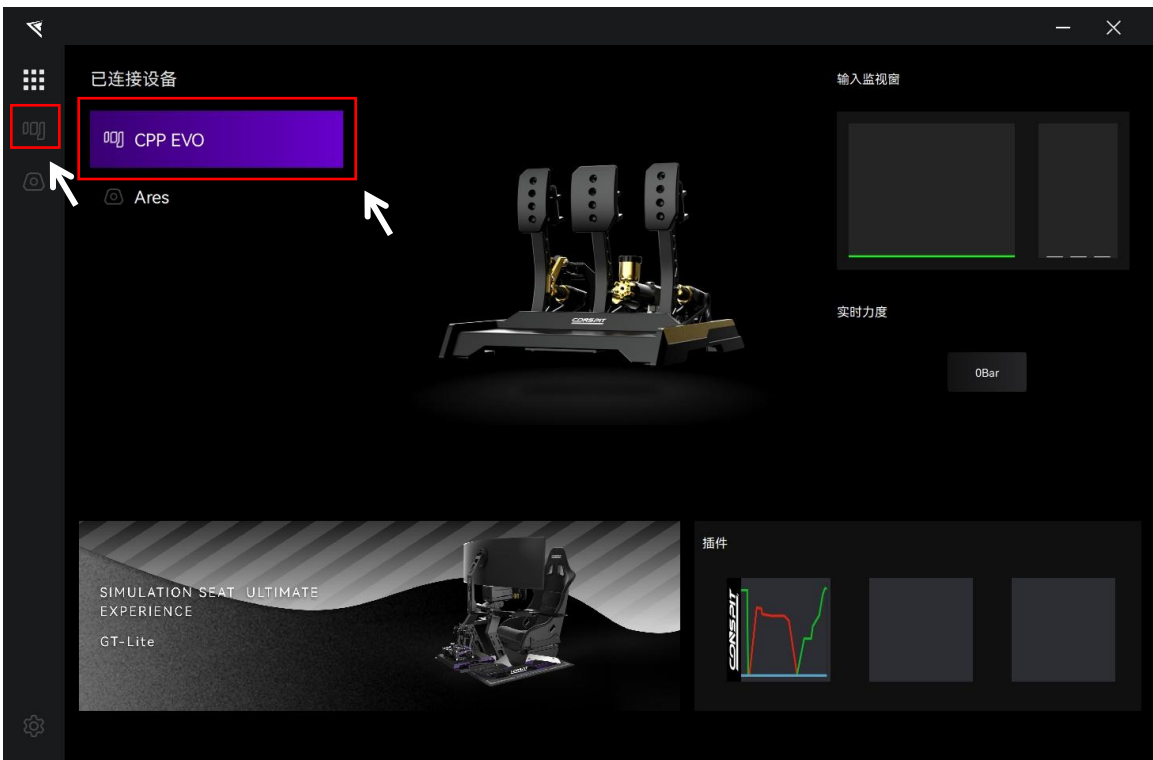 已连接设备
CPP EVO
Ares
输入监视窗
实时力度
0Bar
SIMULATION SEAT ULTIMATE
EXPERIENCE
GT-Lite
插件